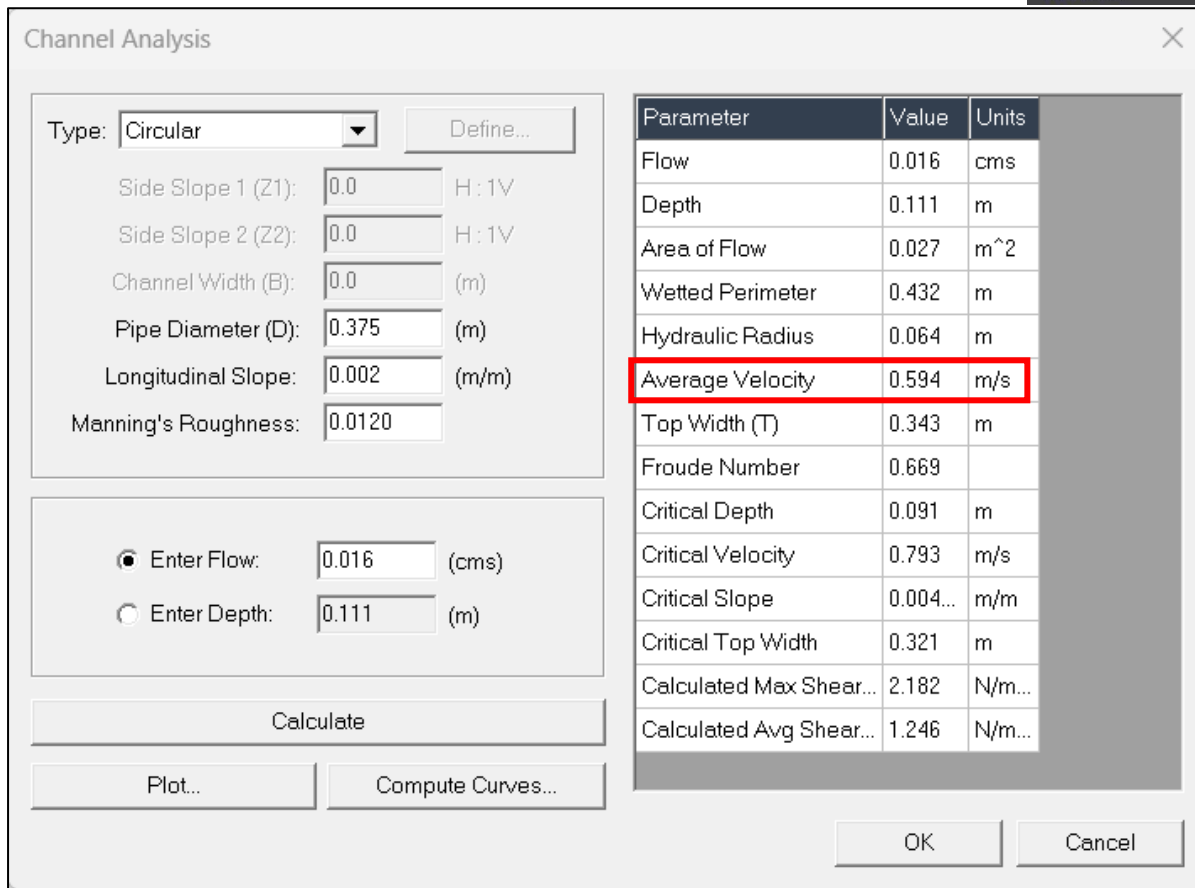 Channel Analysis
Type: Circular Define...
Side Slope 1 (Z1): 0.0 H : 1V
Side Slope 2 (Z2): 0.0 H : 1V
Channel Width (B): 0.0 (m)
Pipe Diameter (D): 0.375 (m)
Longitudinal Slope: 0.002 (m/m)
Manning's Roughness: 0.0120
Enter Flow: 0.016 (cms)
Enter Depth: 0.111 (m)
Calculate
Plot... Compute Curves...
Parameter Value Units
Flow 0.016 cms
Depth 0.111 m
Area of Flow 0.027 m^2
Wetted Perimeter 0.432 m
Hydraulic Radius 0.064 m
Average Velocity 0.594 m/s
Top Width (T) 0.343 m
Froude Number 0.669
Critical Depth 0.091 m
Critical Velocity 0.793 m/s
Critical Slope 0.004... m/m
Critical Top Width 0.321 m
Calculated Max Shear... 2.182 N/m...
Calculated Avg Shear... 1.246 N/m...
OK Cancel